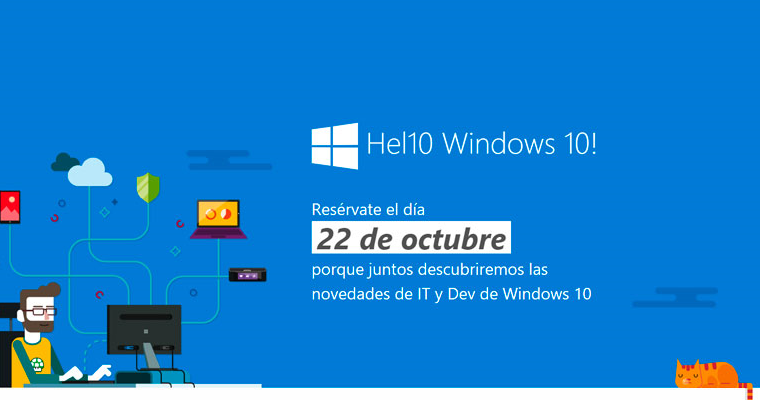 Hel10 Windows 10!
Resérvate el día
22 de octubre
porque juntos descubriremos las
novedades de IT y Dev de Windows 10